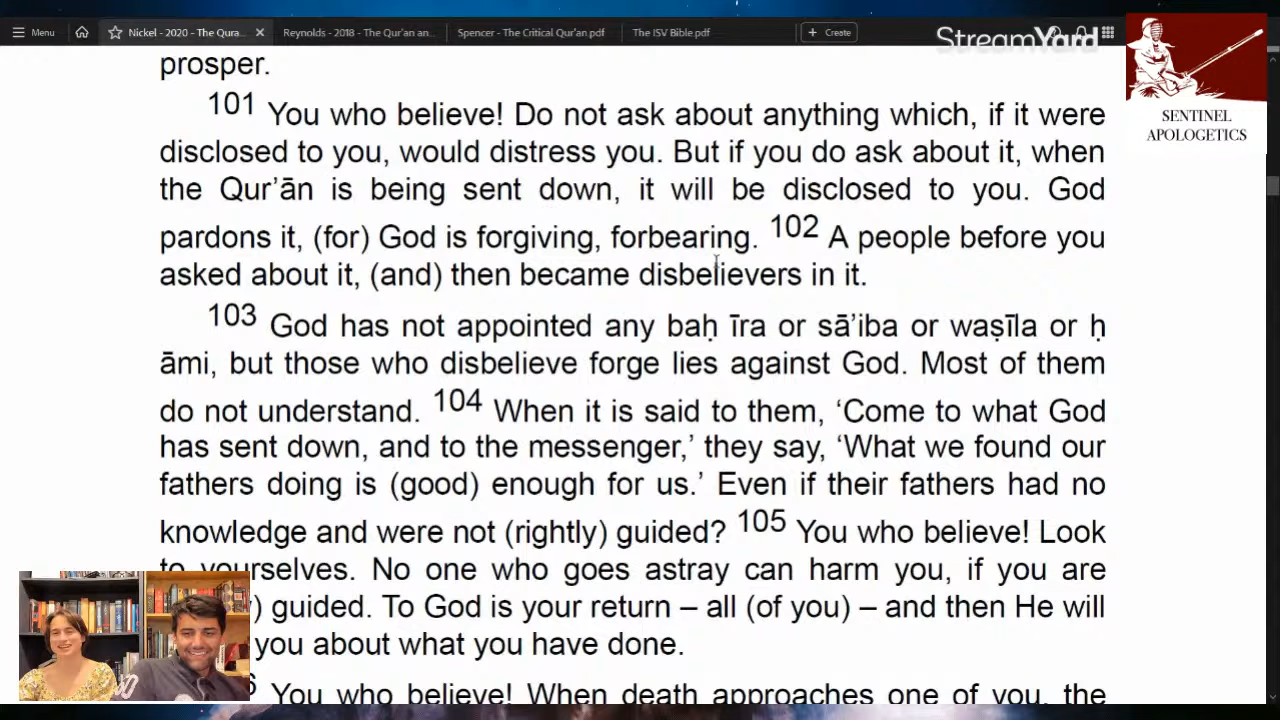 Menu
Nickel - 2020 - The Qura...
Reynolds - 2018 - The Qur'an an...
Spencer - The Critical Qur'an.pdf
The ISV Bible.pdf
+ Create
StreamYard
SENTINEL
APOLOGETICS
prosper.
101 You who believe! Do not ask about anything which, if it were
disclosed to you, would distress you. But if you do ask about it, when
the Qur’ān is being sent down, it will be disclosed to you. God
pardons it, (for) God is forgiving, forbearing. 102 A people before you
asked about it, (and) then became disbelievers in it.
103 God has not appointed any baḥ īra or sā’iba or waṣīla or ḥ
āmi, but those who disbelieve forge lies against God. Most of them
do not understand. 104 When it is said to them, ‘Come to what God
has sent down, and to the messenger,’ they say, ‘What we found our
fathers doing is (good) enough for us.’ Even if their fathers had no
knowledge and were not (rightly) guided? 105 You who believe! Look
to yourselves. No one who goes astray can harm you, if you are
guided. To God is your return – all (of you) – and then He will
you about what you have done.
You who believe! When death approaches one of you, the